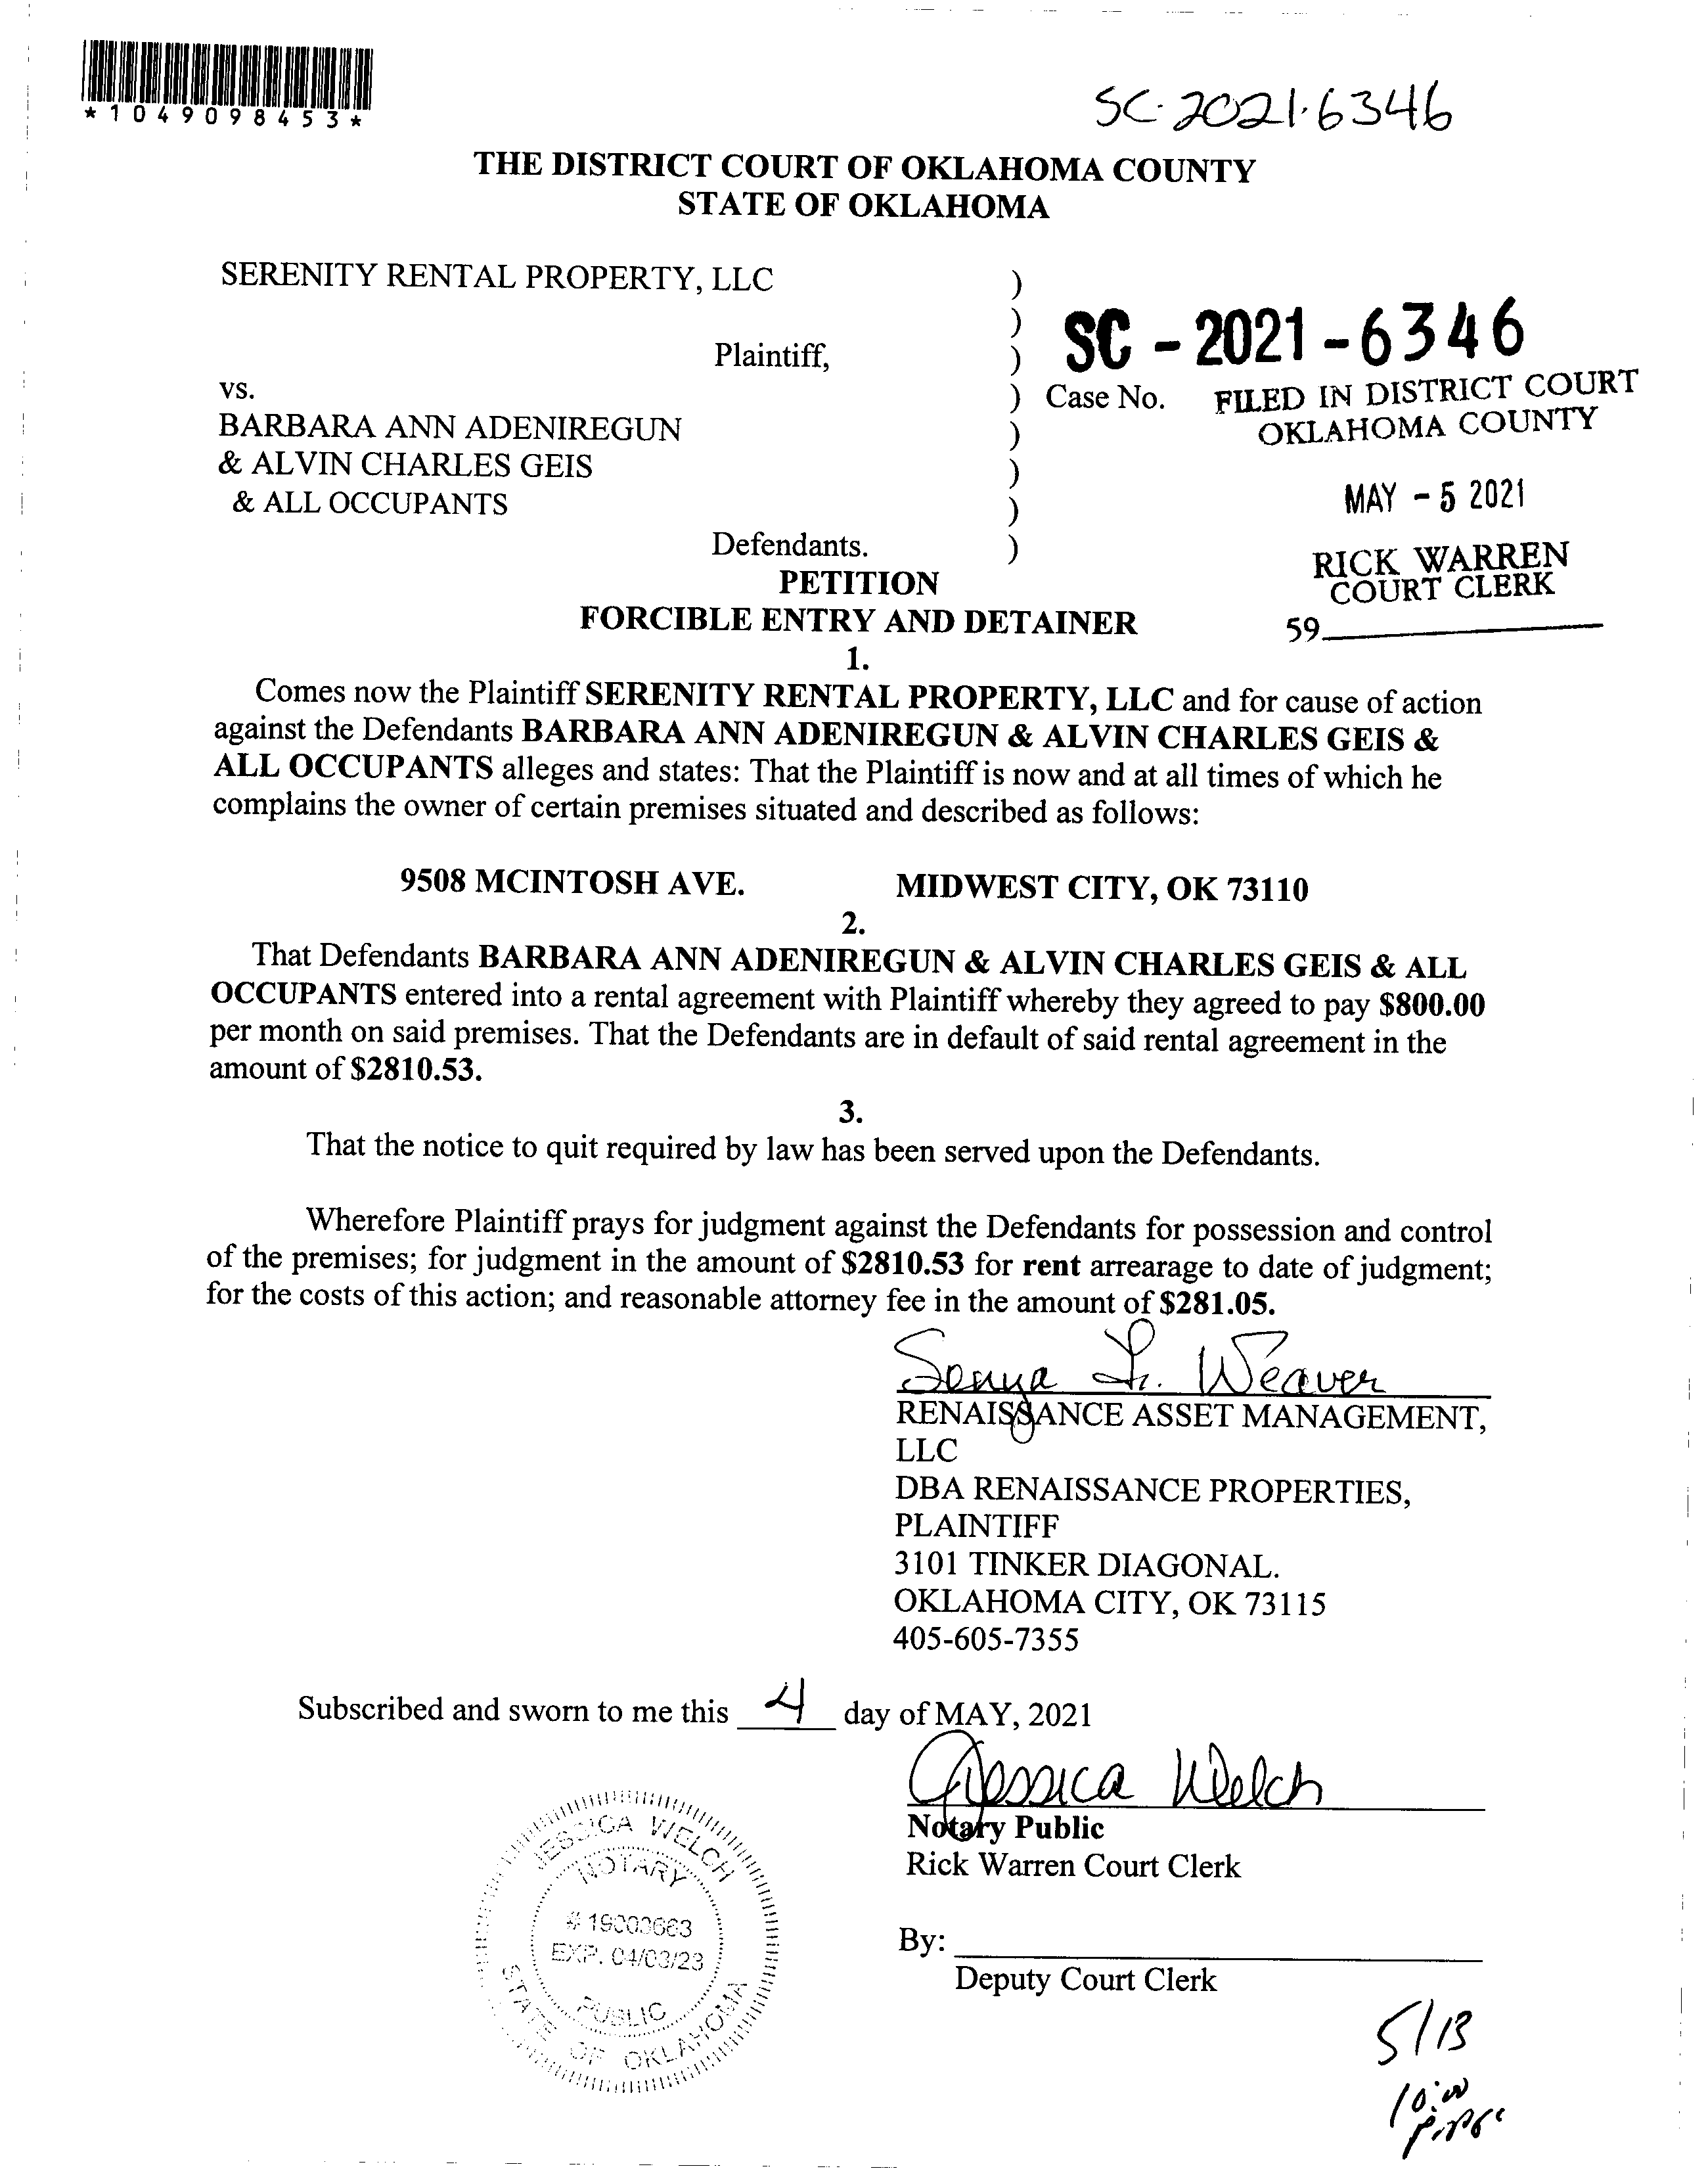 *1049098453*
SC-2021-6346
THE DISTRICT COURT OF OKLAHOMA COUNTY
STATE OF OKLAHOMA
SERENITY RENTAL PROPERTY, LLC )
)
Plaintiff, ) SC - 2021 - 6346
vs. ) Case No. FILED IN DISTRICT COURT
OKLAHOMA COUNTY
BARBARA ANN ADENIREGUN )
& ALVIN CHARLES GEIS )
& ALL OCCUPANTS ) MAY - 5 2021
Defendants. )
RICK WARREN
COURT CLERK
59
PETITION
FORCIBLE ENTRY AND DETAINER
1.
Comes now the Plaintiff SERENITY RENTAL PROPERTY, LLC and for cause of action
against the Defendants BARBARA ANN ADENIREGUN & ALVIN CHARLES GEIS &
ALL OCCUPANTS alleges and states: That the Plaintiff is now and at all times of which he
complains the owner of certain premises situated and described as follows:
9508 MCINTOSH AVE. MIDWEST CITY, OK 73110
2.
That Defendants BARBARA ANN ADENIREGUN & ALVIN CHARLES GEIS & ALL
OCCUPANTS entered into a rental agreement with Plaintiff whereby they agreed to pay $800.00
per month on said premises. That the Defendants are in default of said rental agreement in the
amount of $2810.53.
3.
That the notice to quit required by law has been served upon the Defendants.
Wherefore Plaintiff prays for judgment against the Defendants for possession and control
of the premises; for judgment in the amount of $2810.53 for rent arrearage to date of judgment;
for the costs of this action; and reasonable attorney fee in the amount of $281.05.
Sonya L. Weaver
RENAISSANCE ASSET MANAGEMENT,
LLC
DBA RENAISSANCE PROPERTIES,
PLAINTIFF
3101 TINKER DIAGONAL.
OKLAHOMA CITY, OK 73115
405-605-7355
Subscribed and sworn to me this 4 day of MAY, 2021
Jessica Welch
Notary Public
Rick Warren Court Clerk
By:
Deputy Court Clerk
JESSICA WELCH
NOTARY
# 19003663
EXP. 04/03/23
PUBLIC
STATE OF OKLAHOMA
5/13
10:00